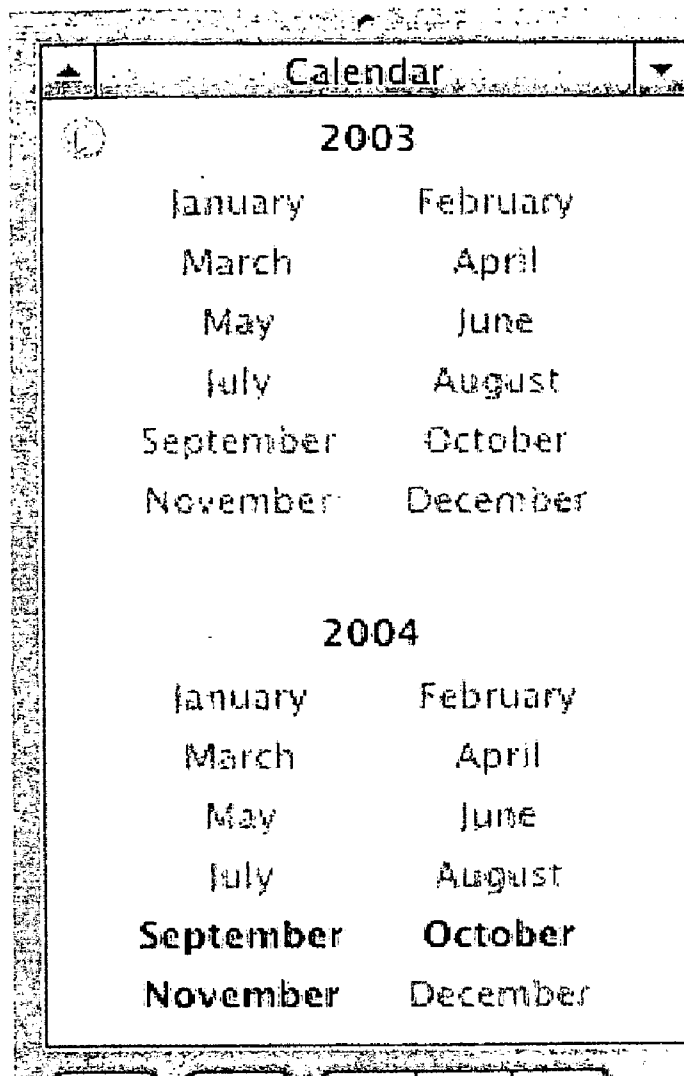 Calendar
2003
January February
March April
May June
July August
September October
November December
2004
January February
March April
May June
July August
September October
November December